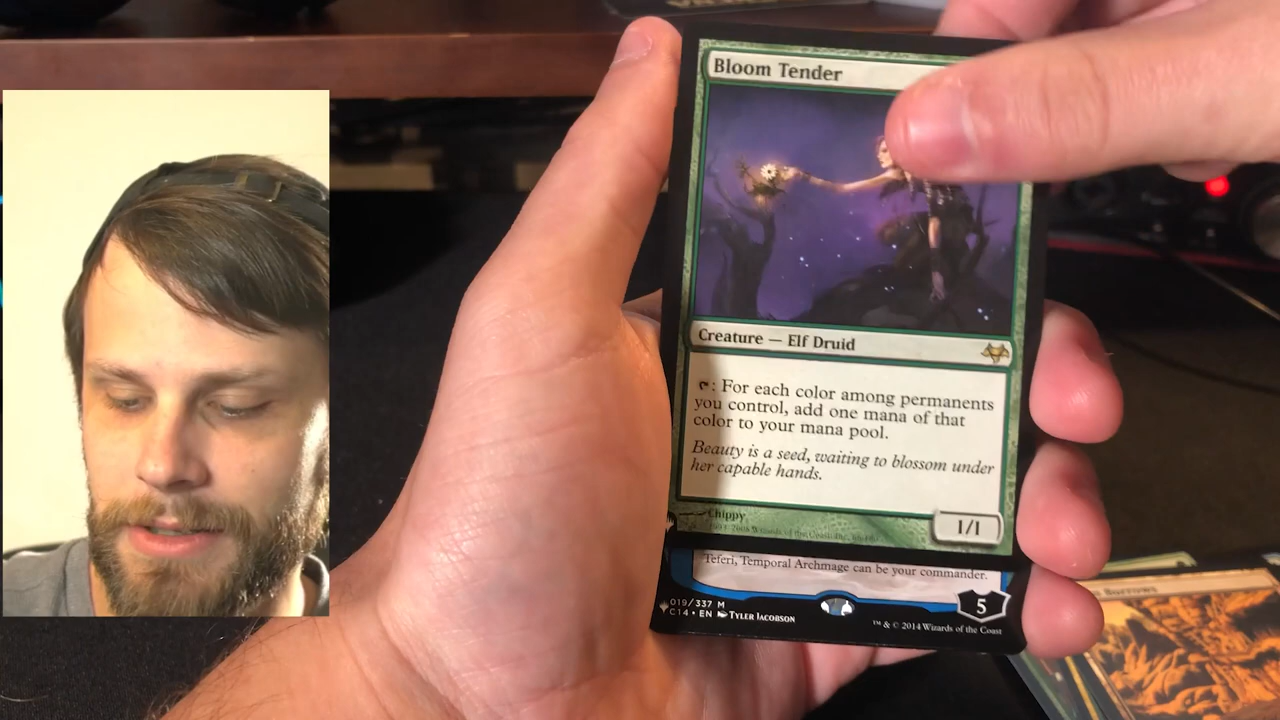 Bloom Tender
Creature — Elf Druid
: For each color among permanents
you control, add one mana of that
color to your mana pool.
Beauty is a seed, waiting to blossom under
her capable hands.
Chippy
1/1
Teferi, Temporal Archmage can be your commander.
019/337 M
C14 • EN Tyler Jacobson
5
™ & © 2014 Wizards of the Coast